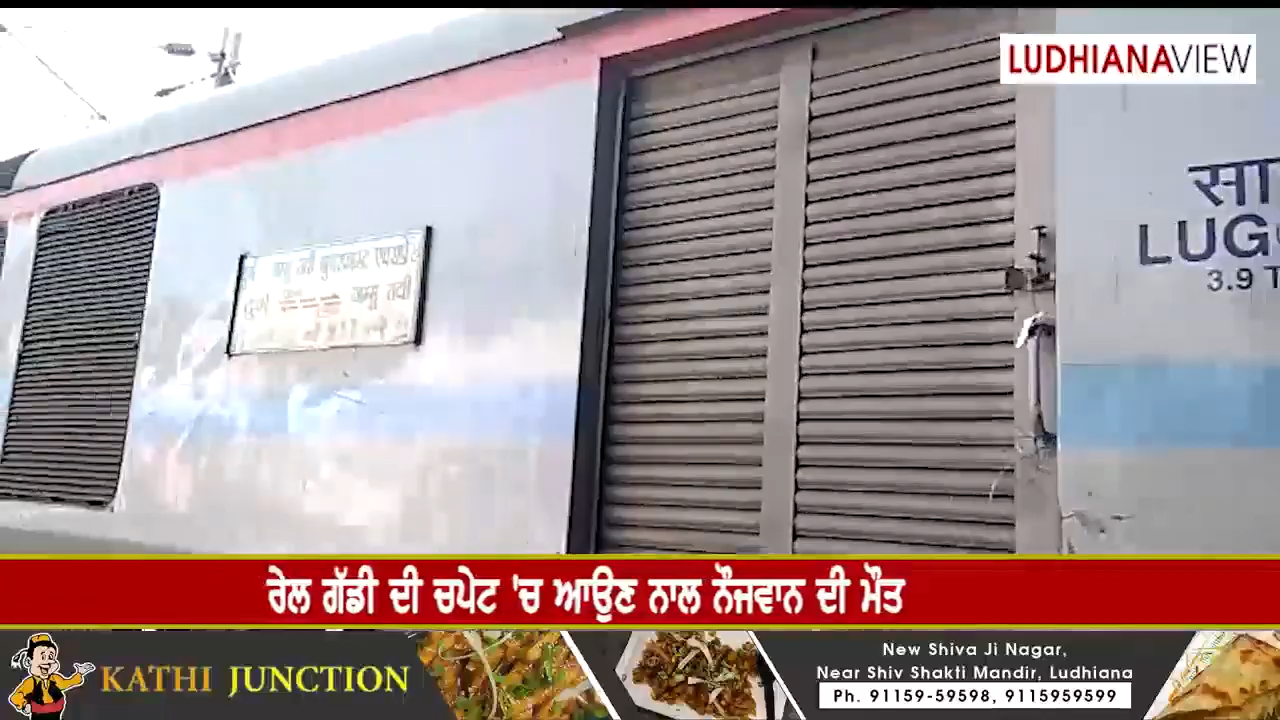 LUDHIANAVIEW
सा
LUG
3.9 T
ਰੇਲ ਗੱਡੀ ਦੀ ਚਪੇਟ 'ਚ ਆਉਣ ਨਾਲ ਨੌਜਵਾਨ ਦੀ ਮੌਤ
KATHI JUNCTION
New Shiva Ji Nagar,
Near Shiv Shakti Mandir, Ludhiana
Ph. 91159-59598, 9115959599